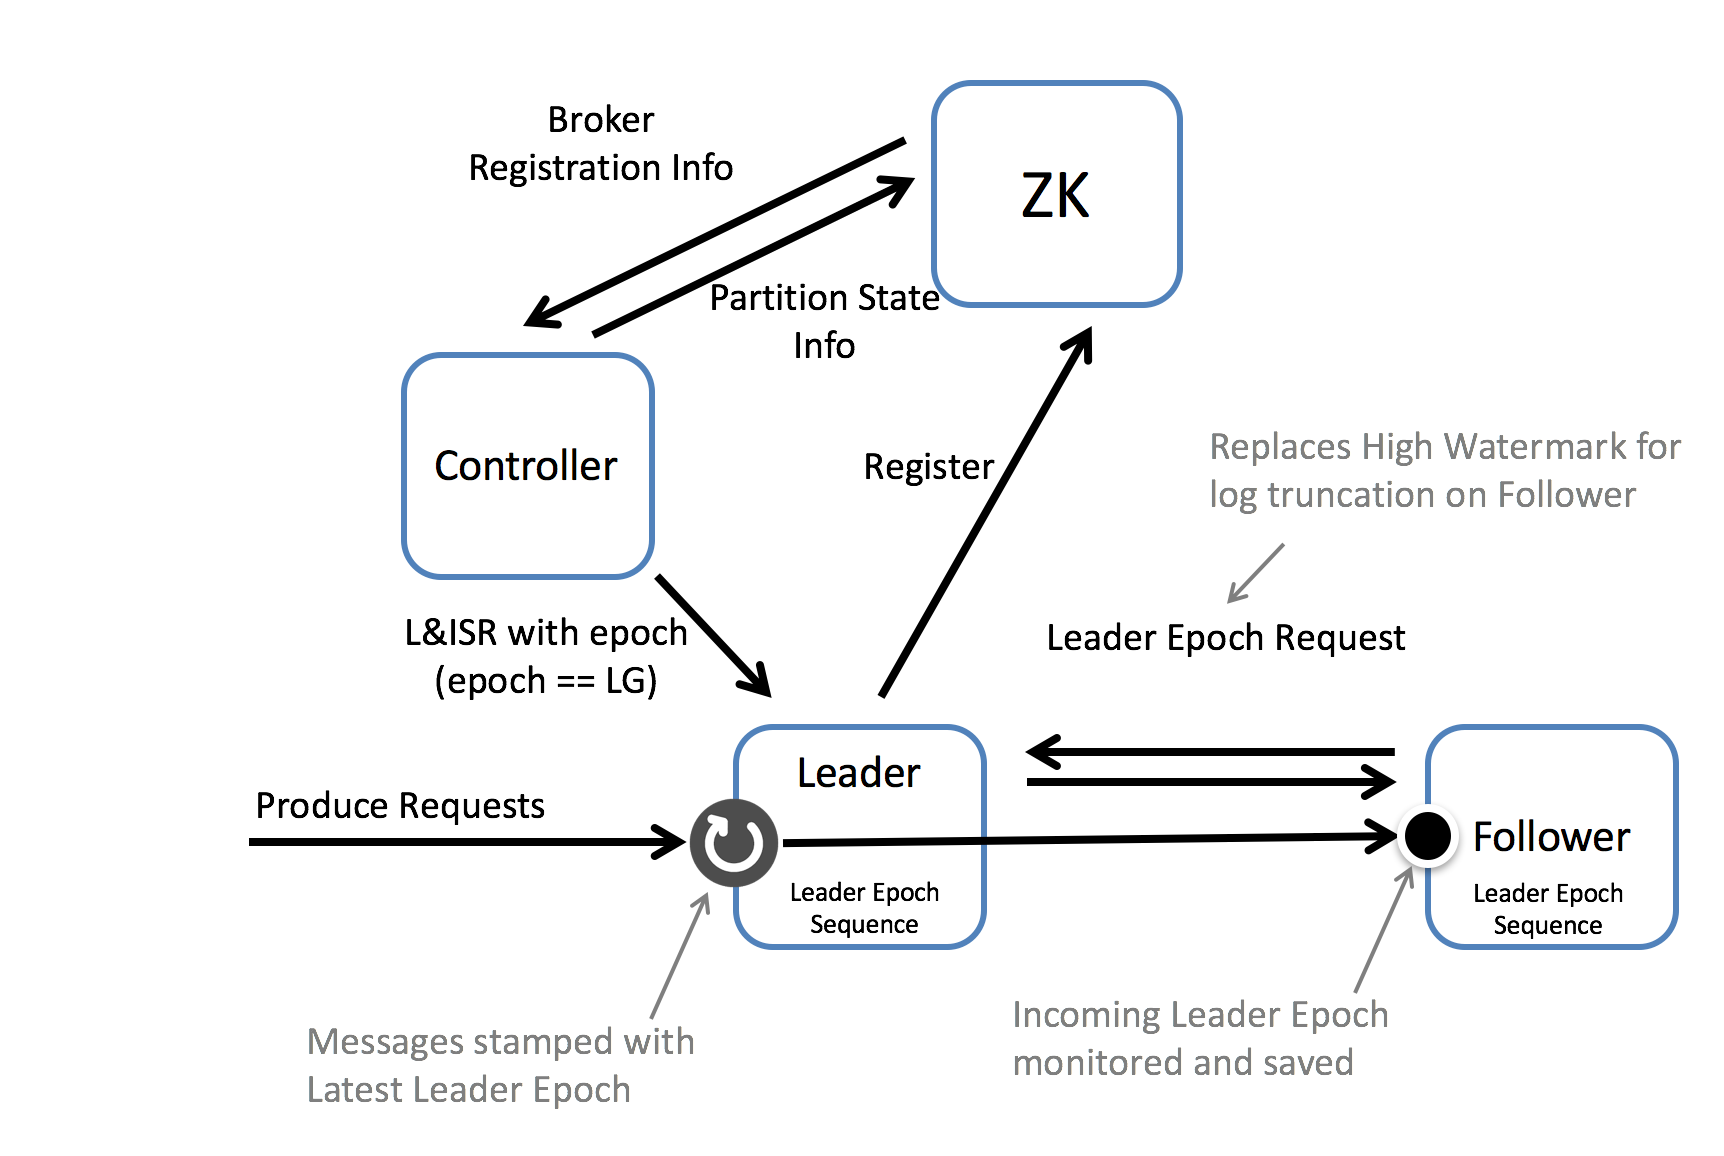 Broker
Registration Info
ZK
Partition State
Info
Controller
Register
Replaces High Watermark for
log truncation on Follower
L&ISR with epoch
(epoch == LG)
Leader Epoch Request
Produce Requests
Leader
Leader Epoch
Sequence
Follower
Leader Epoch
Sequence
Messages stamped with
Latest Leader Epoch
Incoming Leader Epoch
monitored and saved